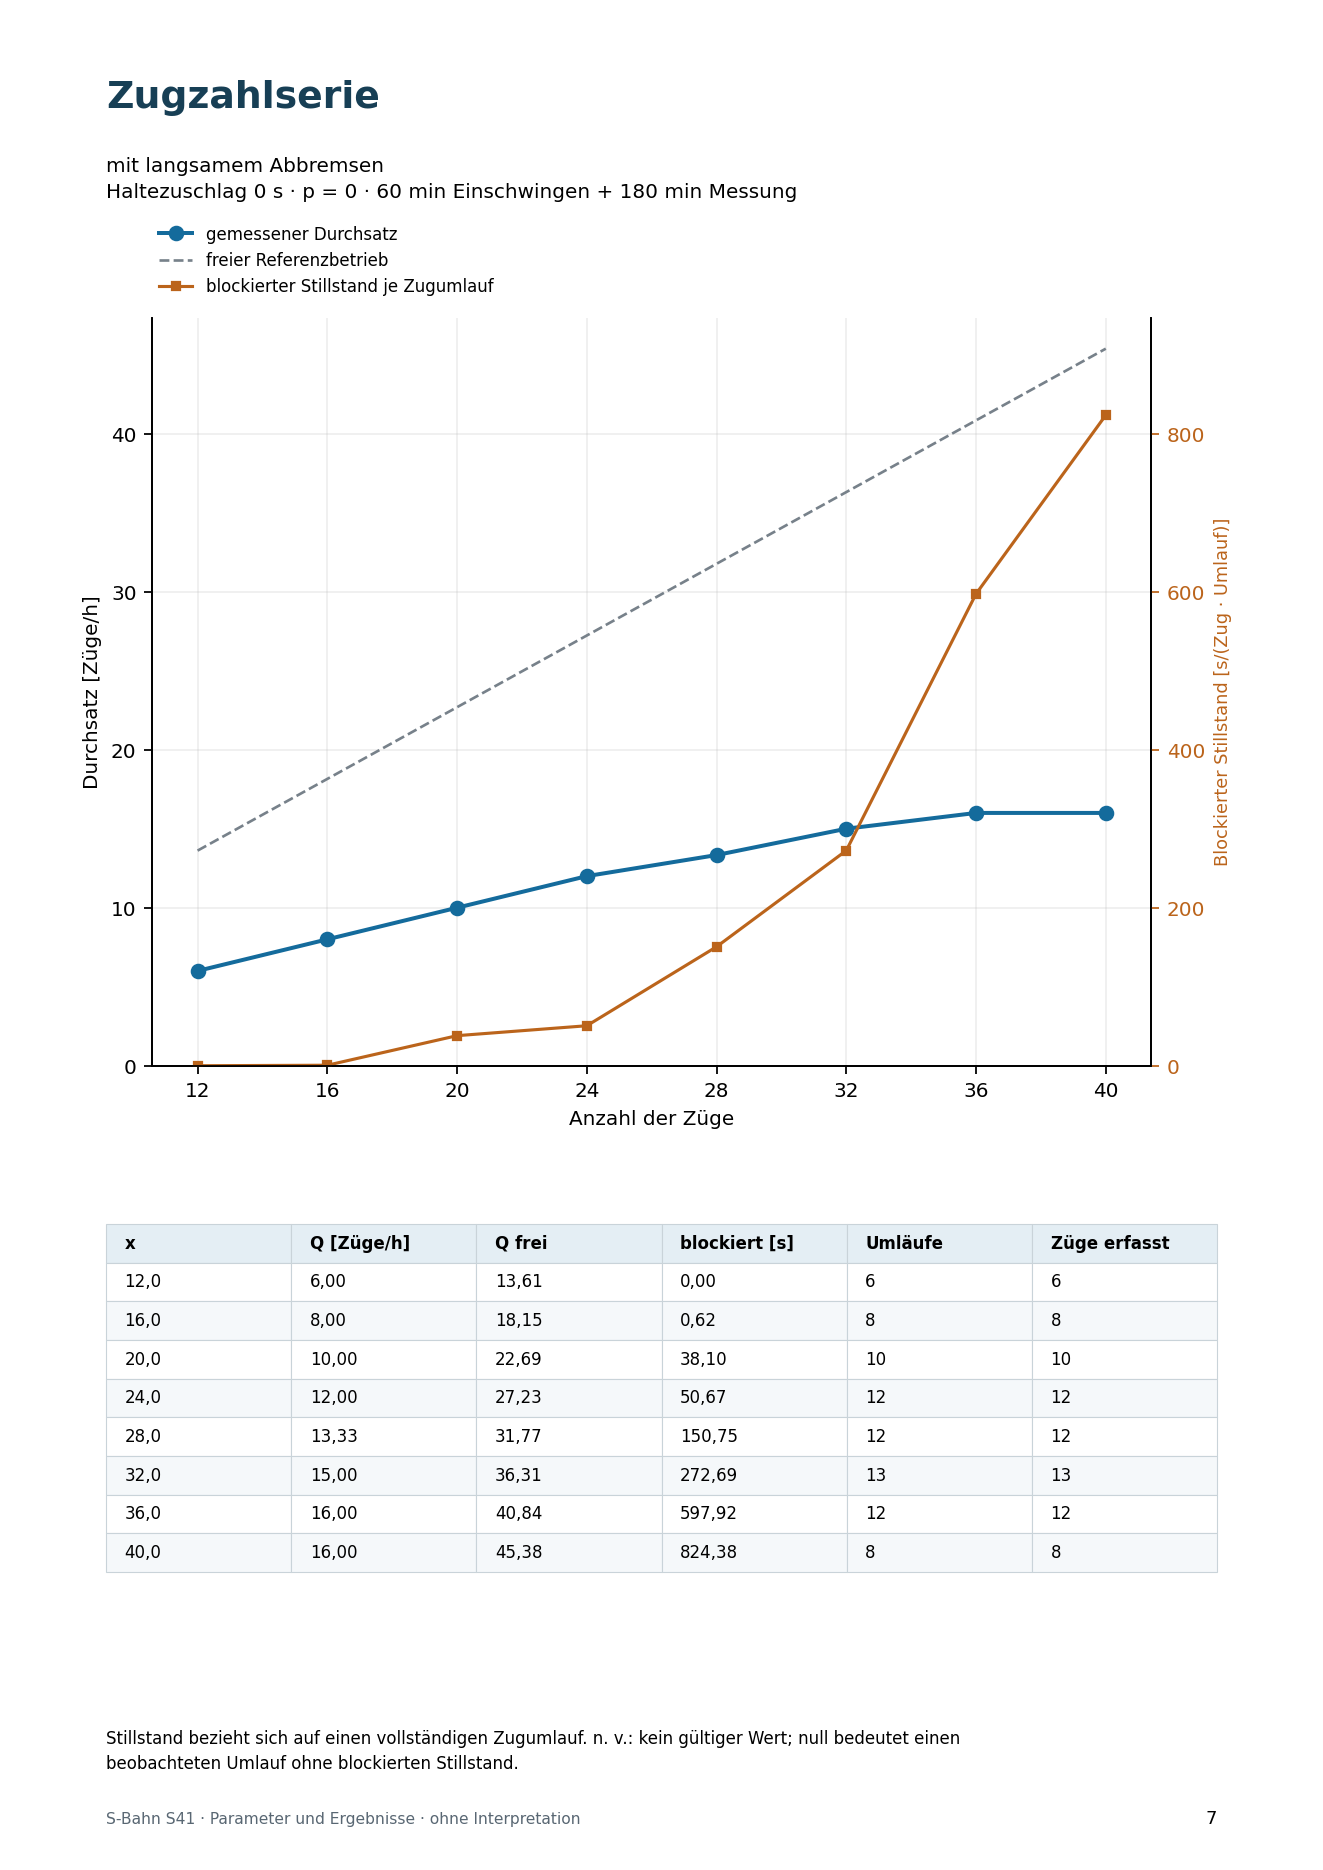 Zugzahlserie
mit langsamem Abbremsen
Haltezuschlag 0 s · p = 0 · 60 min Einschwingen + 180 min Messung
gemessener Durchsatz
freier Referenzbetrieb
blockierter Stillstand je Zugumlauf
Durchsatz [Züge/h]
40
30
20
10
0
800
600
400
200
0
Blockierter Stillstand [s/(Zug · Umlauf)]
12 16 20 24 28 32 36 40
Anzahl der Züge
x Q [Züge/h] Q frei blockiert [s] Umläufe Züge erfasst
12,0 6,00 13,61 0,00 6 6
16,0 8,00 18,15 0,62 8 8
20,0 10,00 22,69 38,10 10 10
24,0 12,00 27,23 50,67 12 12
28,0 13,33 31,77 150,75 12 12
32,0 15,00 36,31 272,69 13 13
36,0 16,00 40,84 597,92 12 12
40,0 16,00 45,38 824,38 8 8
Stillstand bezieht sich auf einen vollständigen Zugumlauf. n. v.: kein gültiger Wert; null bedeutet einen
beobachteten Umlauf ohne blockierten Stillstand.
S-Bahn S41 · Parameter und Ergebnisse · ohne Interpretation
7